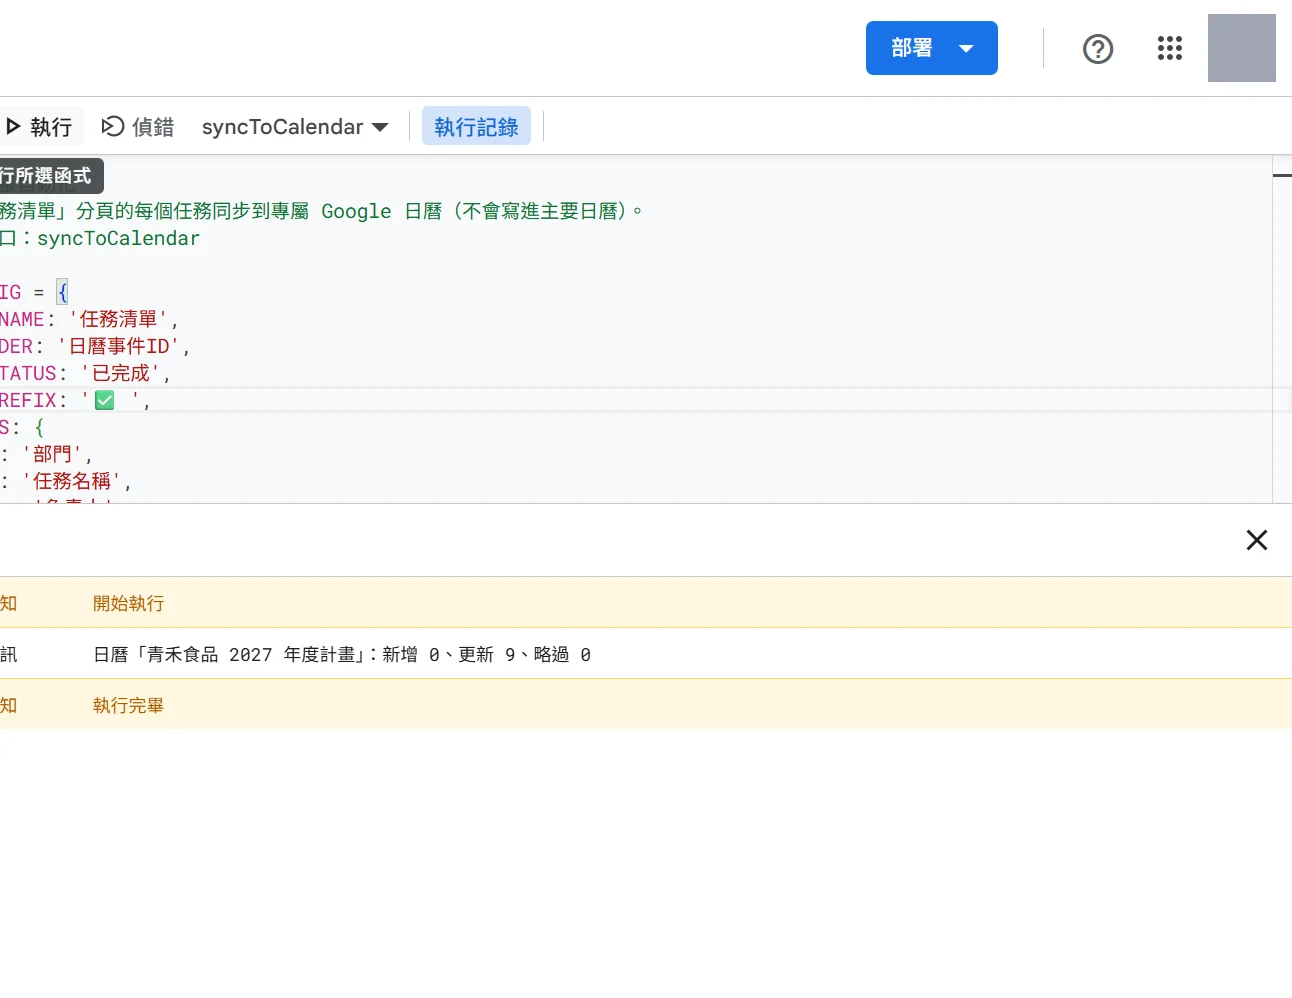 部署
執行 偵錯 syncToCalendar 執行記錄
行所選函式
務清單」分頁的每個任務同步到專屬 Google 日曆（不會寫進主要日曆）。
口：syncToCalendar
IG = {
NAME: '任務清單',
DER: '日曆事件ID',
TATUS: '已完成',
REFIX: '✅ ',
S: {
: '部門',
: '任務名稱',
知 開始執行
訊 日曆「青禾食品 2027 年度計畫」：新增 0、更新 9、略過 0
知 執行完畢